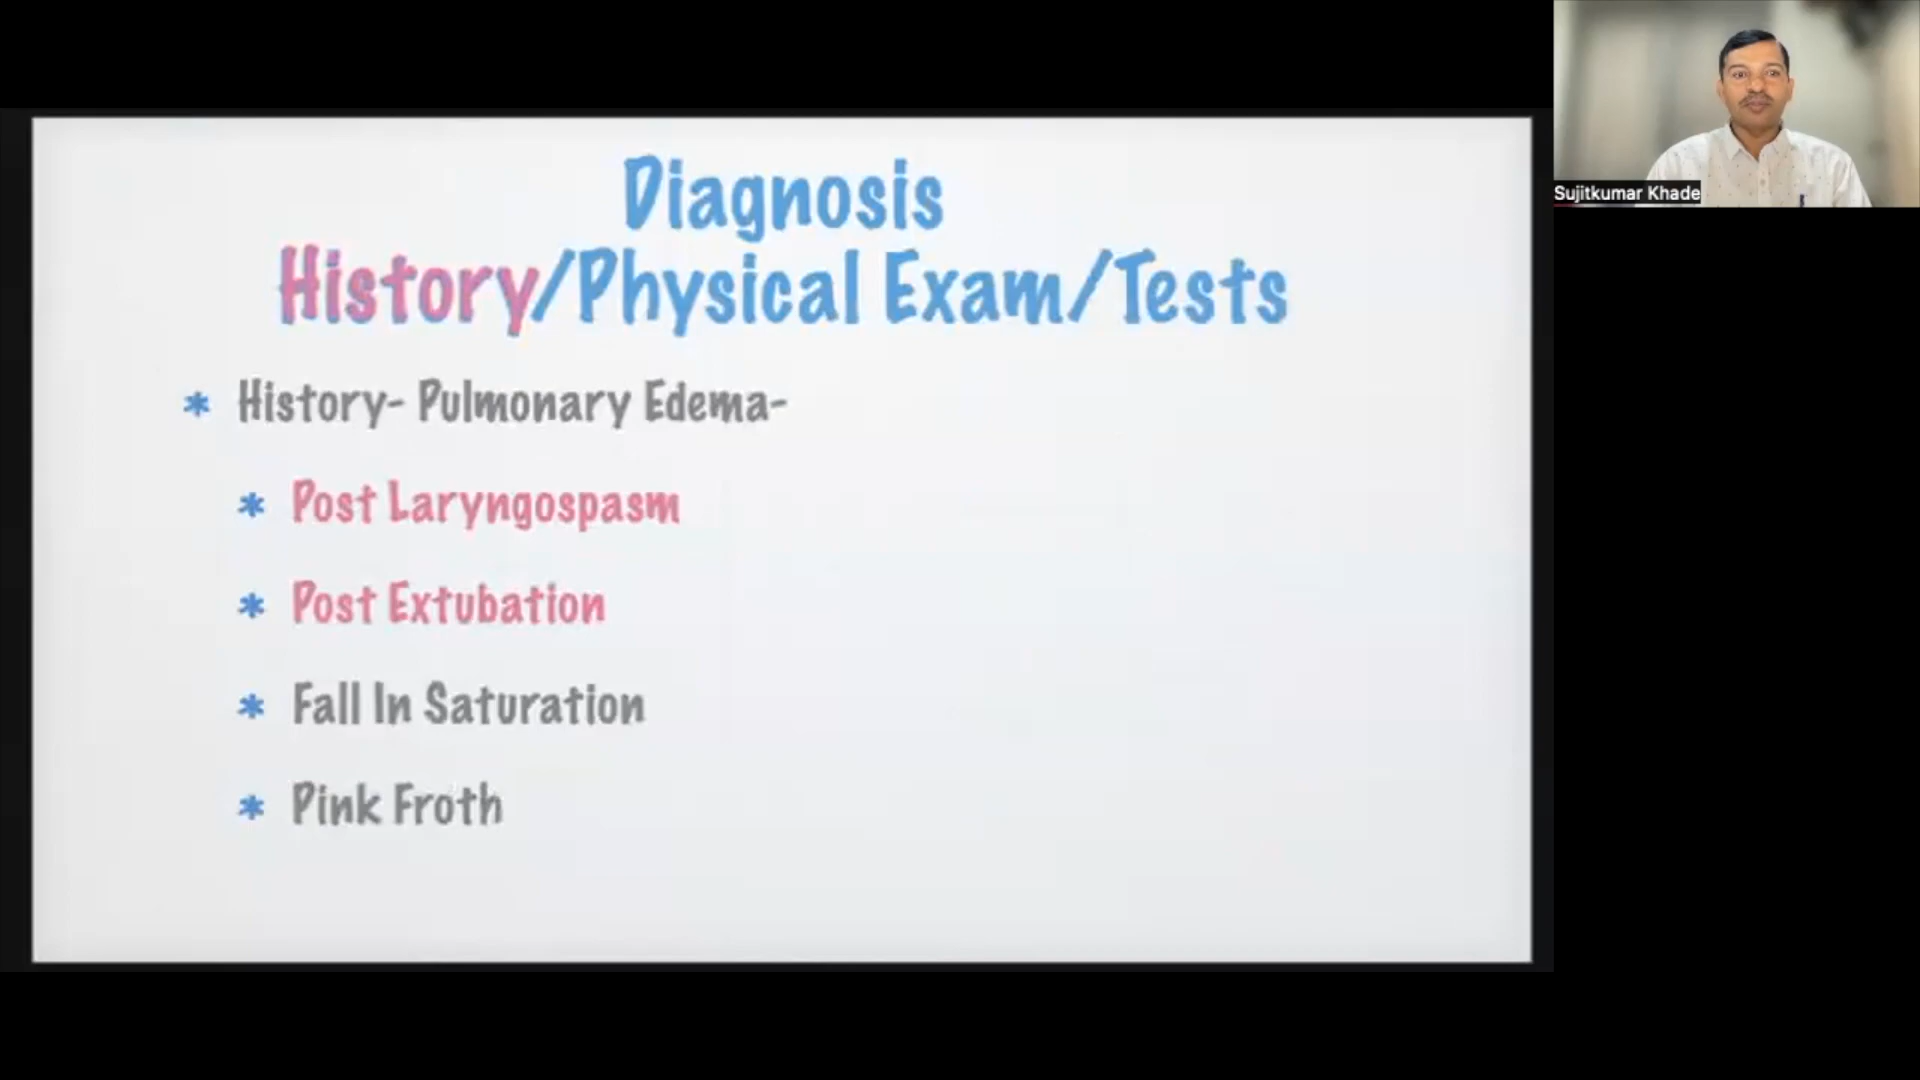 Diagnosis
History/Physical Exam/Tests
* History- Pulmonary Edema-
* Post Laryngospasm
* Post Extubation
* Fall In Saturation
* Pink Froth
Sujitkumar Khade